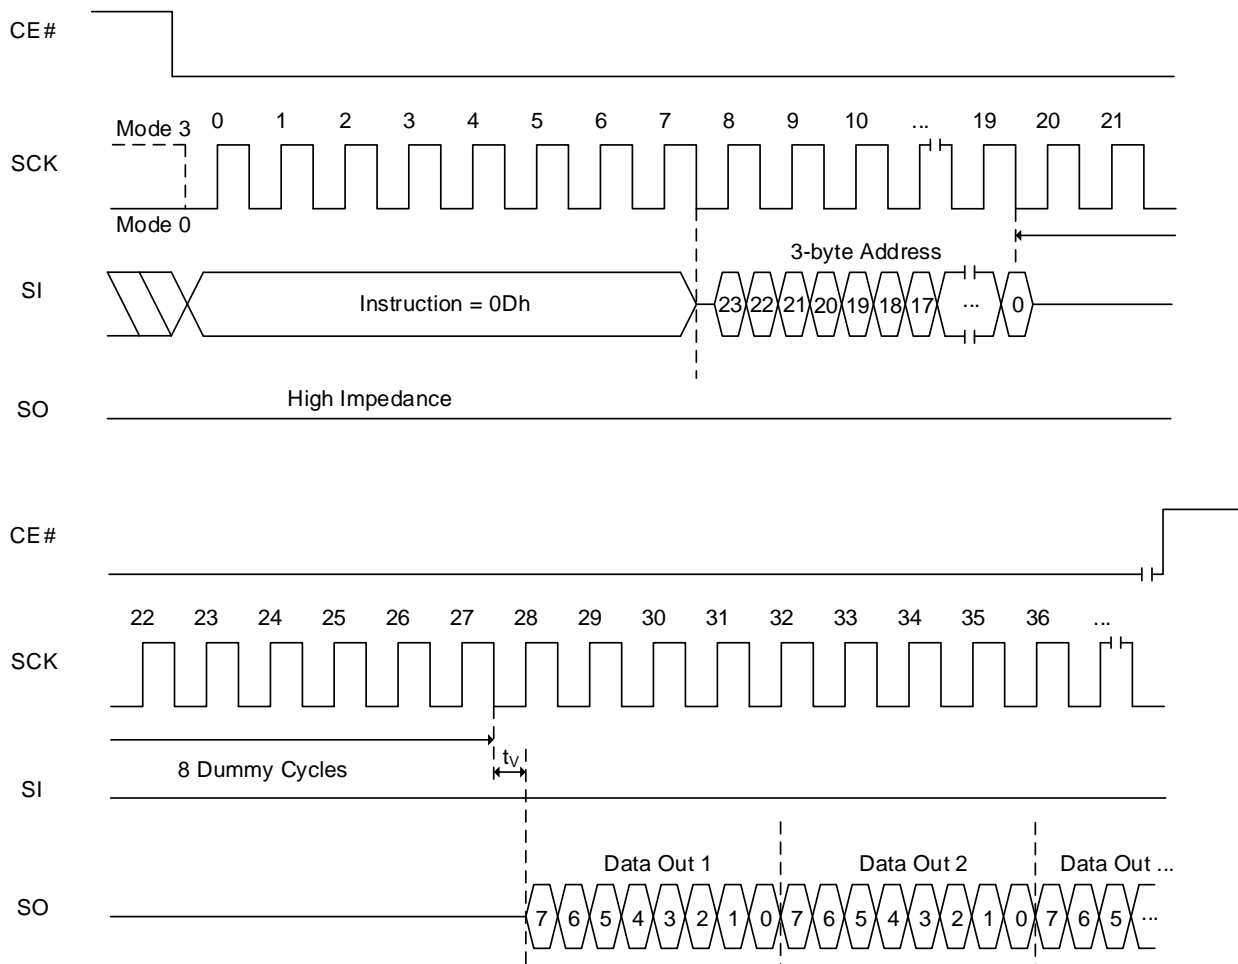 CE#
Mode 3 0 1 2 3 4 5 6 7 8 9 10 ... 19 20 21
SCK
Mode 0
3-byte Address
SI
Instruction = 0Dh 23 22 21 20 19 18 17 ... 0
High Impedance
SO
CE#
22 23 24 25 26 27 28 29 30 31 32 33 34 35 36 ...
SCK
8 Dummy Cycles tV
SI
Data Out 1 Data Out 2 Data Out ...
SO 7 6 5 4 3 2 1 0 7 6 5 4 3 2 1 0 7 6 5 ...